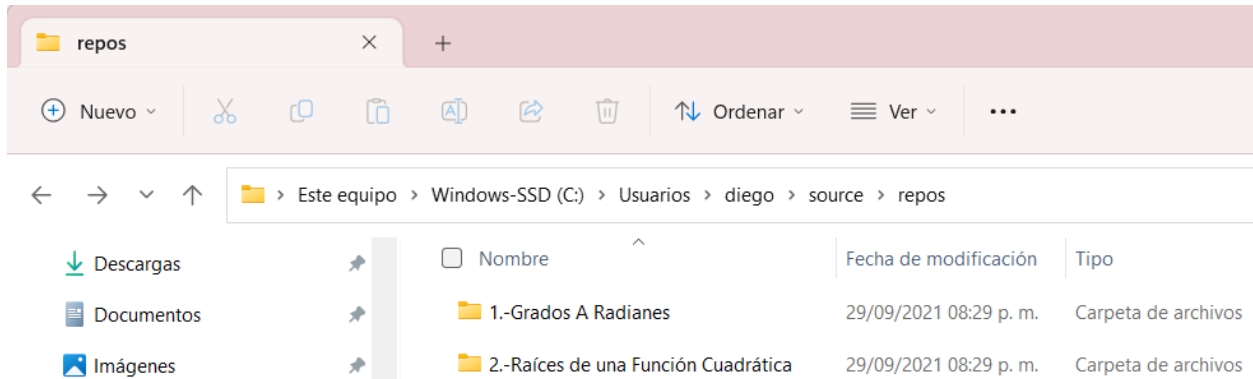 repos
Nuevo Ordenar Ver
Este equipo > Windows-SSD (C:) > Usuarios > diego > source > repos
Descargas
Documentos
Imágenes
Nombre Fecha de modificación Tipo
1.-Grados A Radianes 29/09/2021 08:29 p. m. Carpeta de archivos
2.-Raíces de una Función Cuadrática 29/09/2021 08:29 p. m. Carpeta de archivos